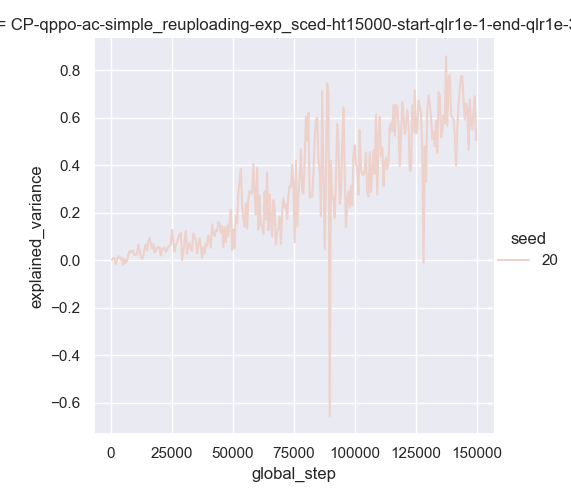 = CP-qppo-ac-simple_reuploading-exp_sced-ht15000-start-qlr1e-1-end-qlr1e-3
explained_variance
0.8
0.6
0.4
0.2
0.0
−0.2
−0.4
−0.6
0 25000 50000 75000 100000 125000 150000
global_step
seed
20